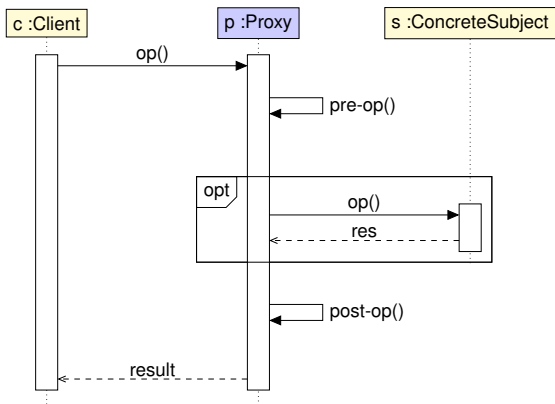 c :Client
p :Proxy
s :ConcreteSubject
op()
pre-op()
opt
op()
res
post-op()
result